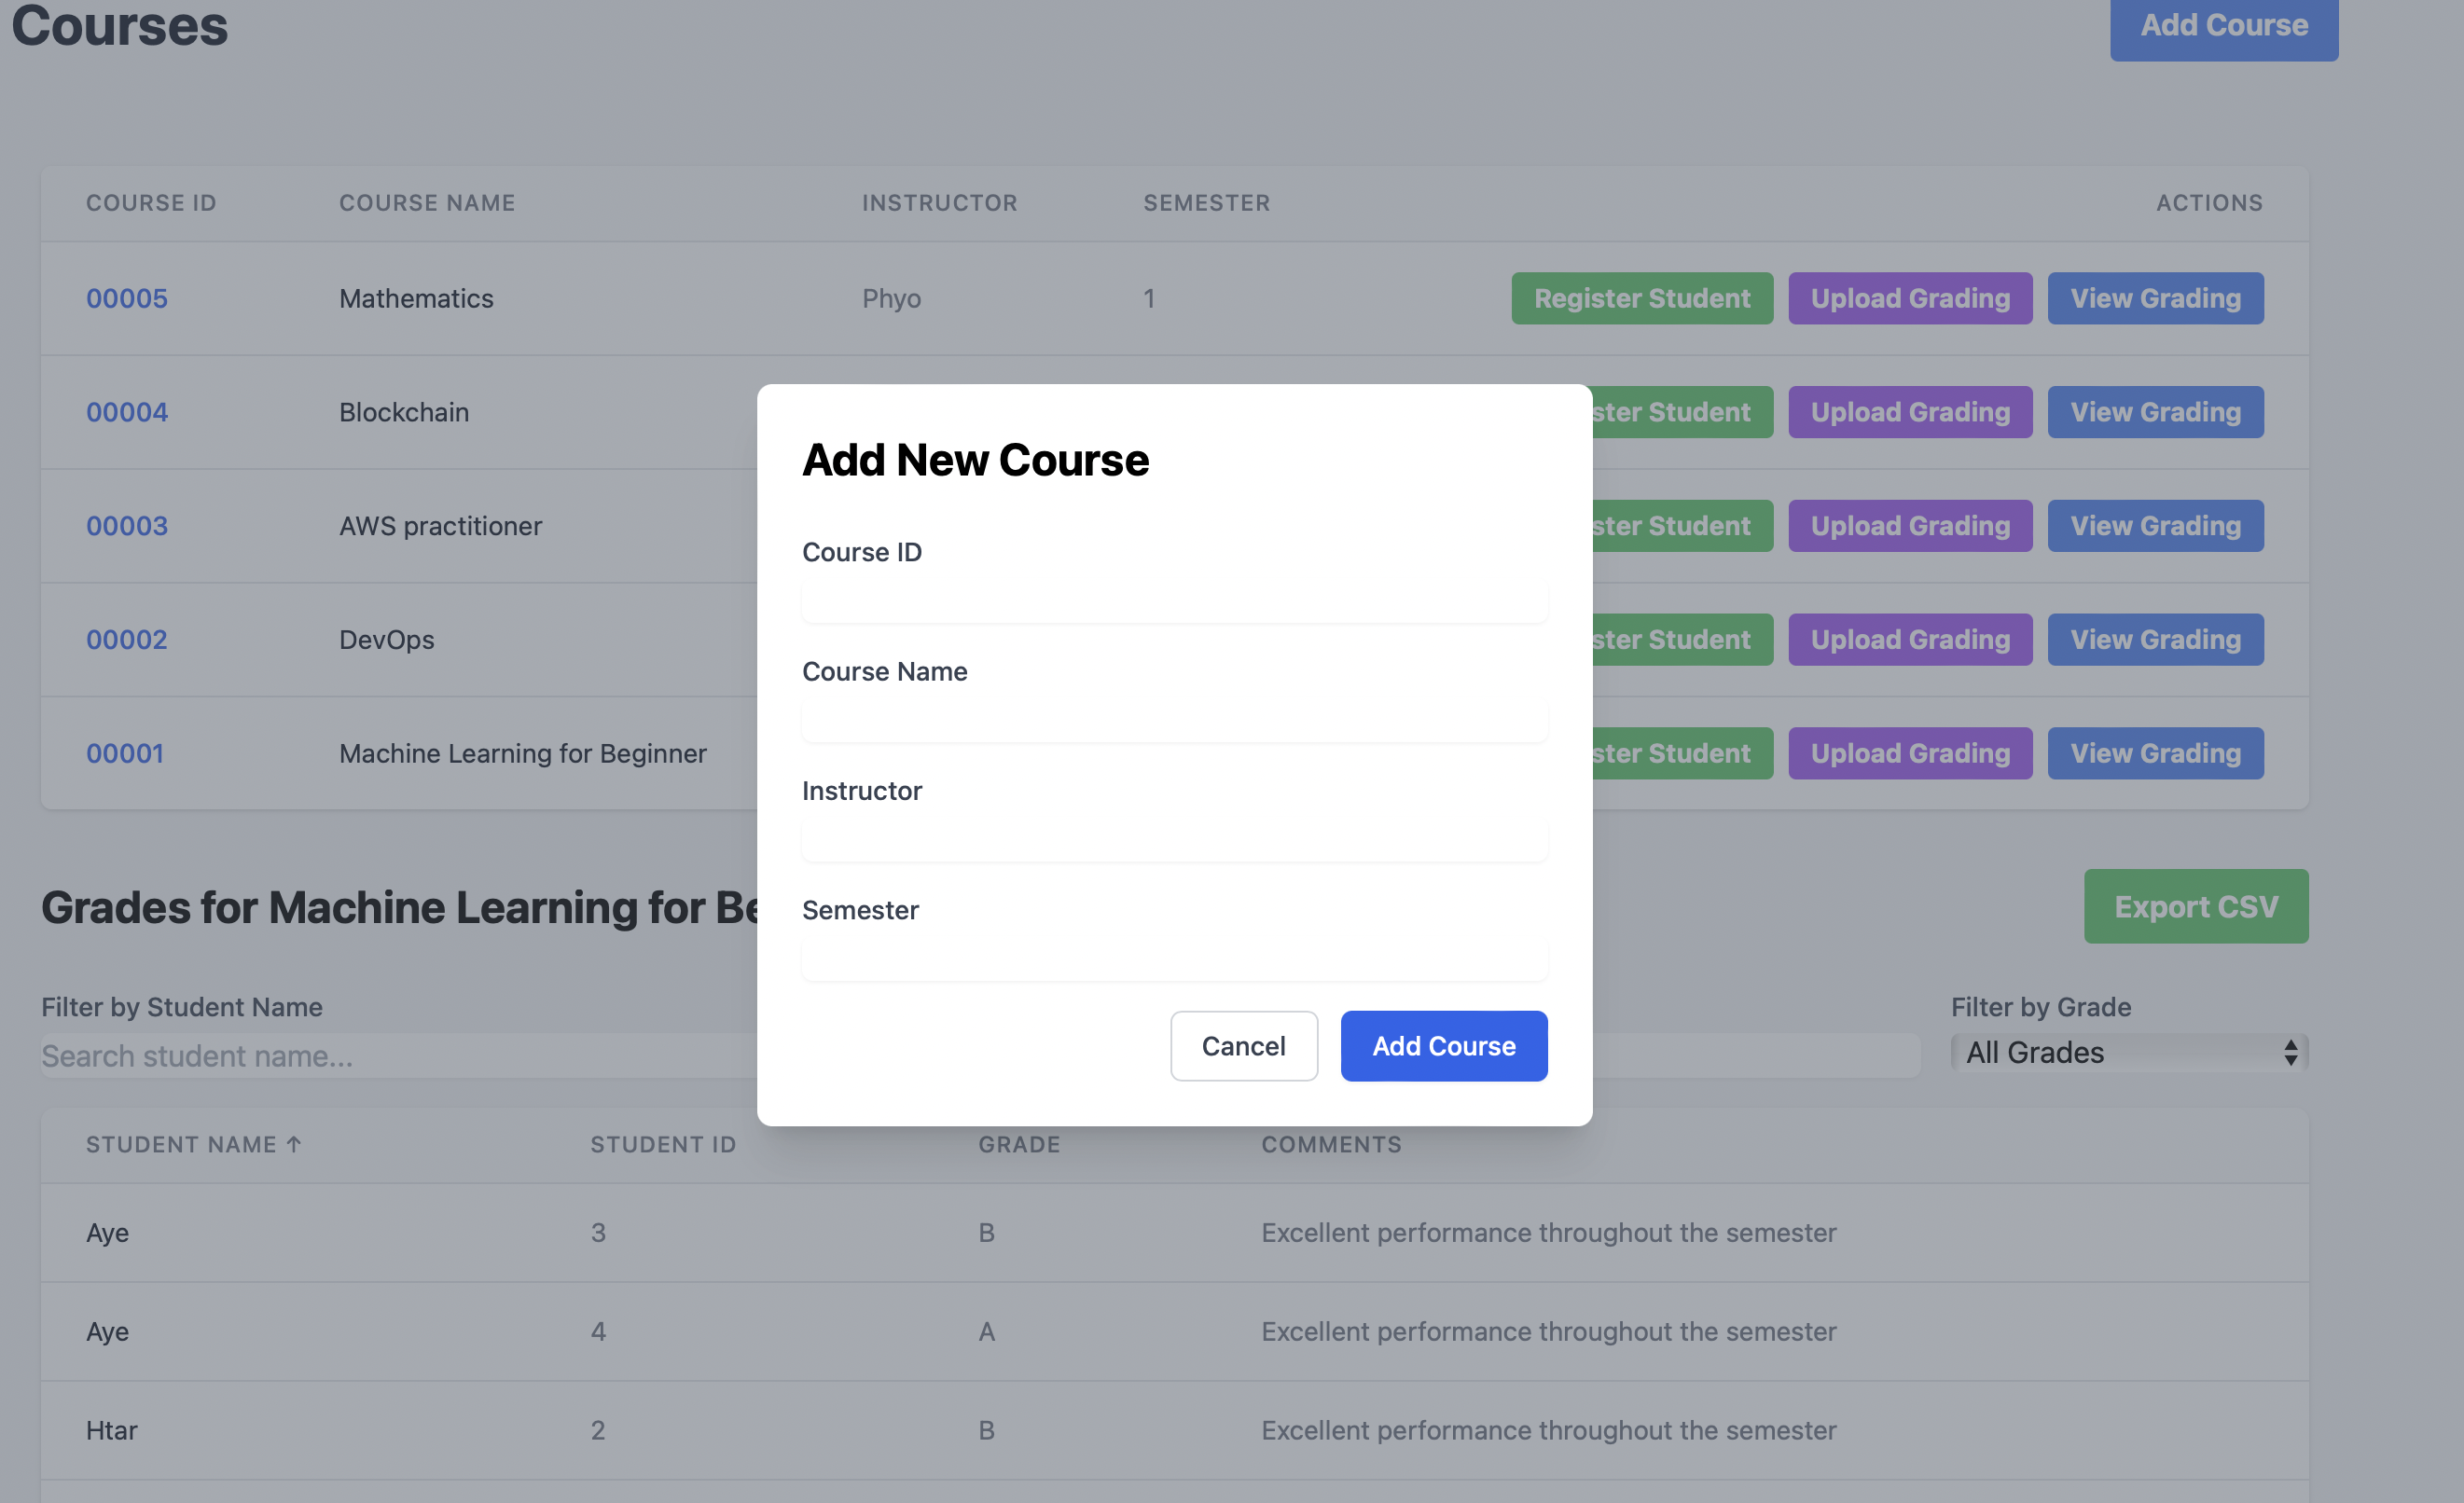 Courses
Add Course
COURSE ID COURSE NAME INSTRUCTOR SEMESTER ACTIONS
00005 Mathematics Phyo 1 Register Student Upload Grading View Grading
00004 Blockchain Student Upload Grading View Grading
00003 AWS practitioner Student Upload Grading View Grading
00002 DevOps Student Upload Grading View Grading
00001 Machine Learning for Beginner Student Upload Grading View Grading
Add New Course
Course ID
Course Name
Instructor
Semester
Cancel Add Course
Grades for Machine Learning for
Export CSV
Filter by Student Name
Search student name...
Filter by Grade
All Grades
STUDENT NAME ↑ STUDENT ID GRADE COMMENTS
Aye 3 B Excellent performance throughout the semester
Aye 4 A Excellent performance throughout the semester
Htar 2 B Excellent performance throughout the semester